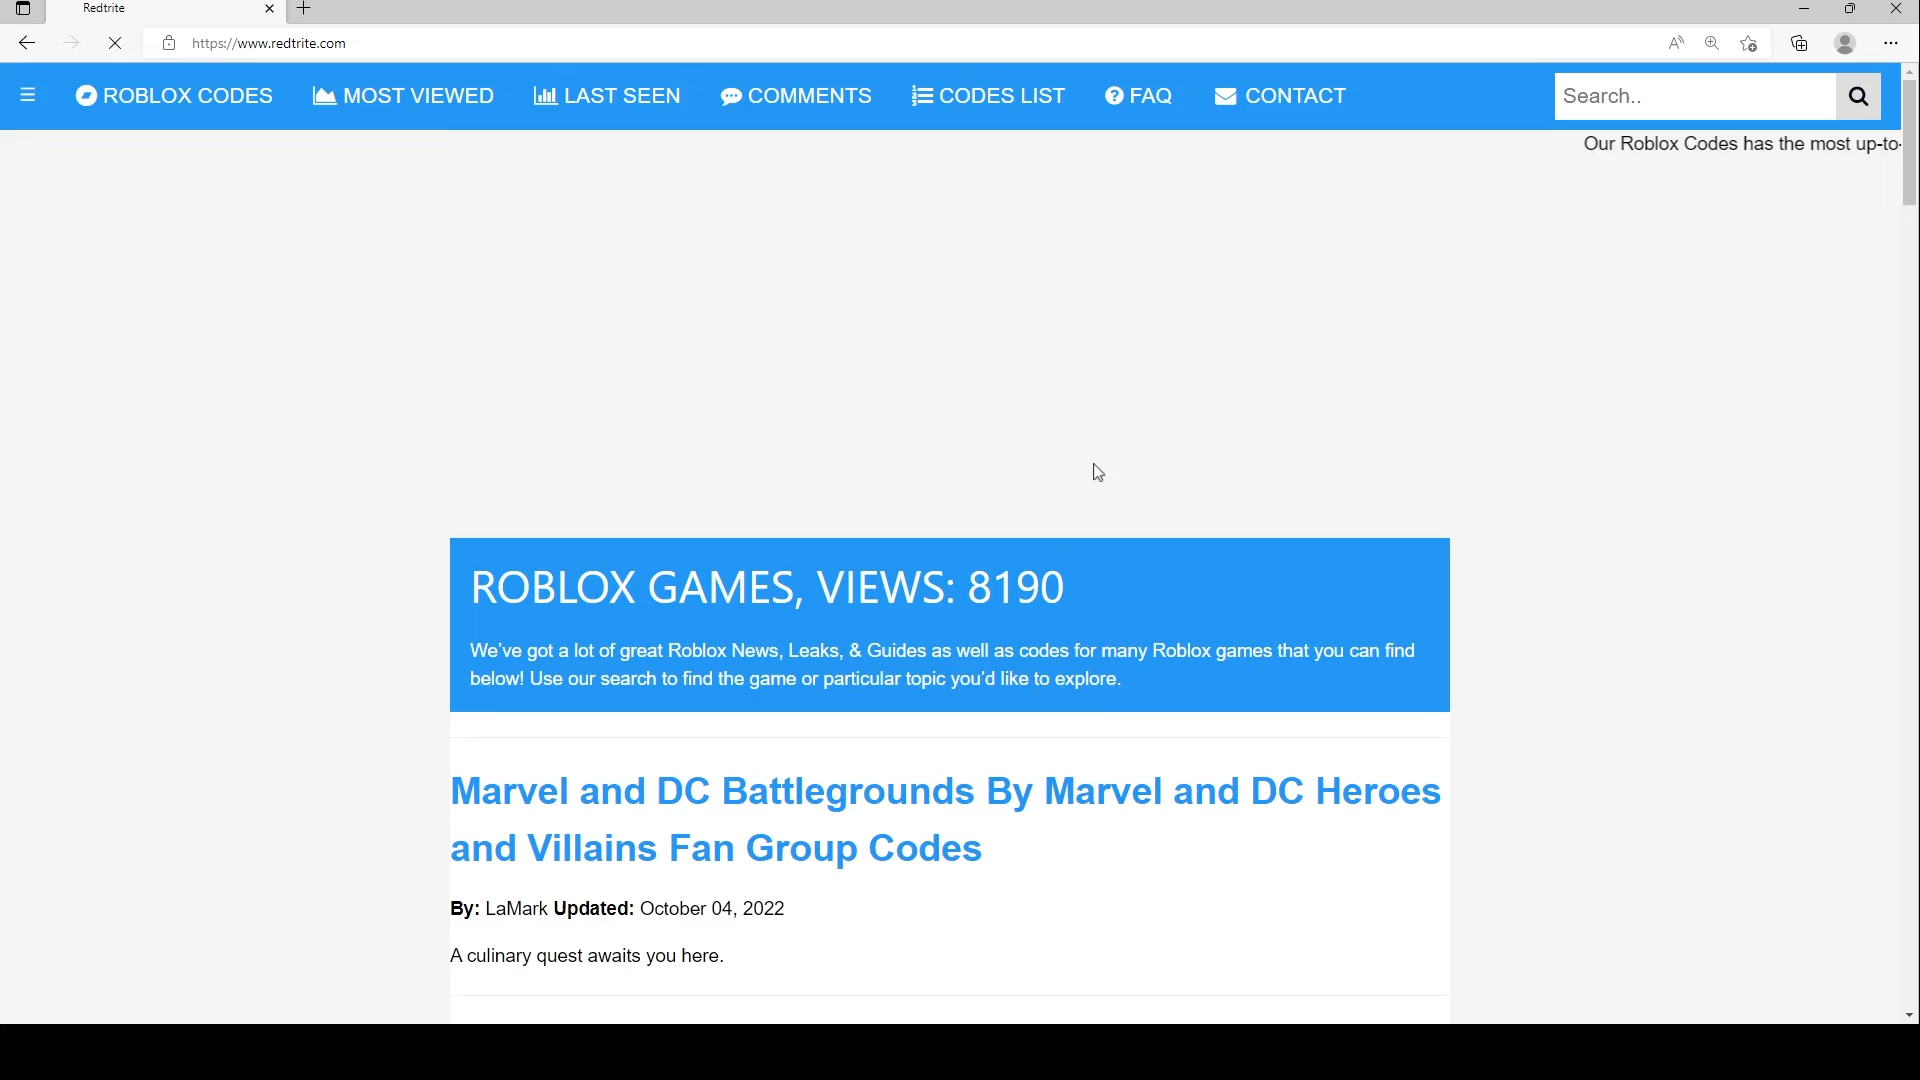 Redtrite
https://www.redtrite.com
ROBLOX CODES MOST VIEWED LAST SEEN COMMENTS CODES LIST FAQ CONTACT Search..
Our Roblox Codes has the most up-to-
ROBLOX GAMES, VIEWS: 8190
We've got a lot of great Roblox News, Leaks, & Guides as well as codes for many Roblox games that you can find
below! Use our search to find the game or particular topic you'd like to explore.
Marvel and DC Battlegrounds By Marvel and DC Heroes
and Villains Fan Group Codes
By: LaMark Updated: October 04, 2022
A culinary quest awaits you here.